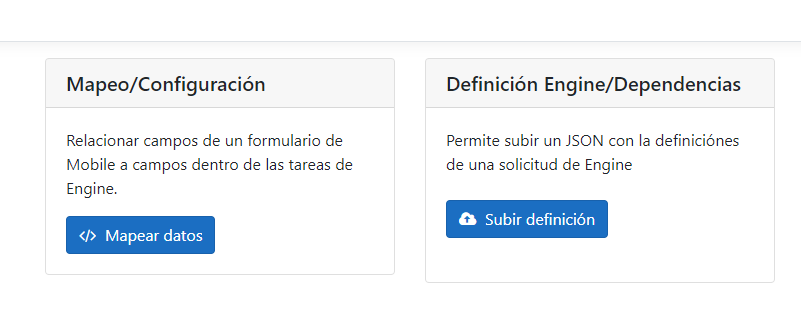 Mapeo/Configuración
Relacionar campos de un formulario de
Mobile a campos dentro de las tareas de
Engine.
Mapear datos
Definición Engine/Dependencias
Permite subir un JSON con la definiciónes
de una solicitud de Engine
Subir definición